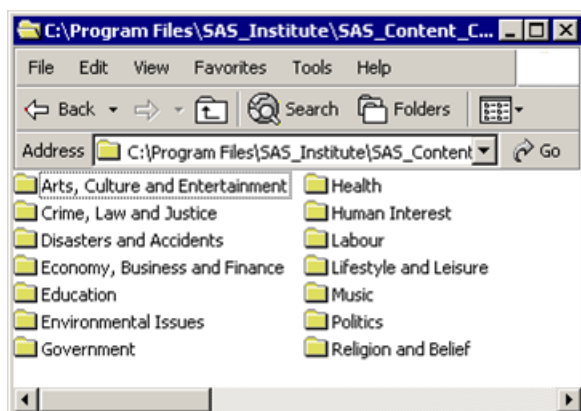 C:\Program Files\SAS_Institute\SAS_Content_C...
File Edit View Favorites Tools Help
Back Search Folders
Address C:\Program Files\SAS_Institute\SAS_Content Go
Arts, Culture and Entertainment
Crime, Law and Justice
Disasters and Accidents
Economy, Business and Finance
Education
Environmental Issues
Government
Health
Human Interest
Labour
Lifestyle and Leisure
Music
Politics
Religion and Belief